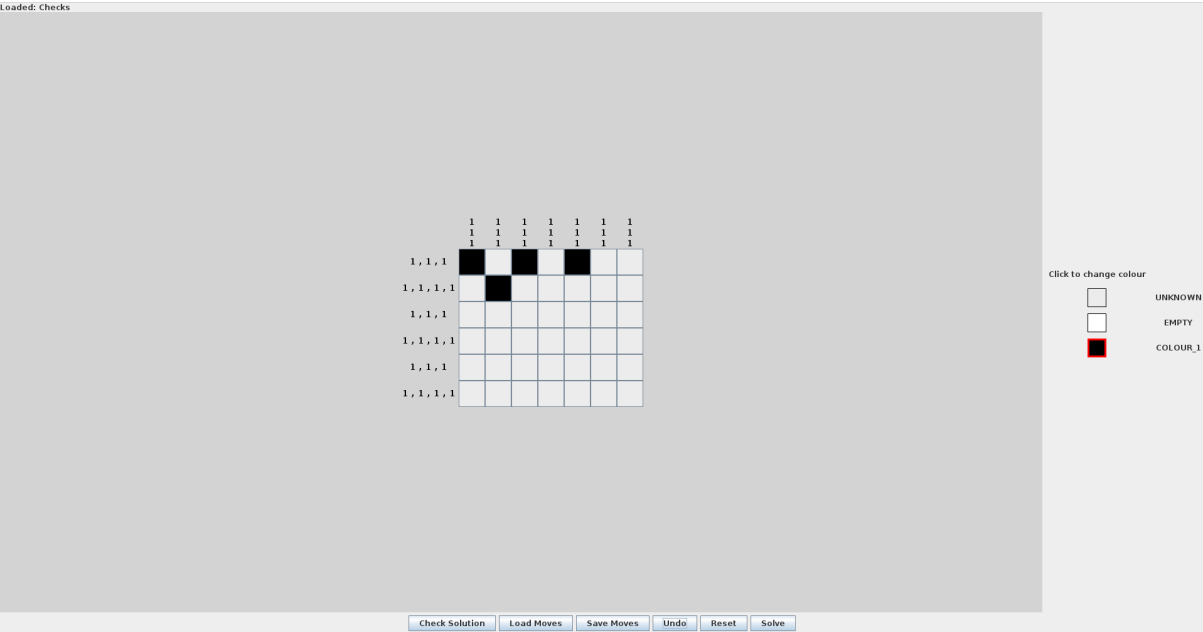 Loaded: Checks
1 1 1 1 1 1 1
1 1 1 1 1 1 1
1 1 1 1 1 1 1
1 , 1 , 1
1 , 1 , 1 , 1
1 , 1 , 1
1 , 1 , 1 , 1
1 , 1 , 1
1 , 1 , 1 , 1
Click to change colour
UNKNOWN
EMPTY
COLOUR_1
Check Solution Load Moves Save Moves Undo Reset Solve